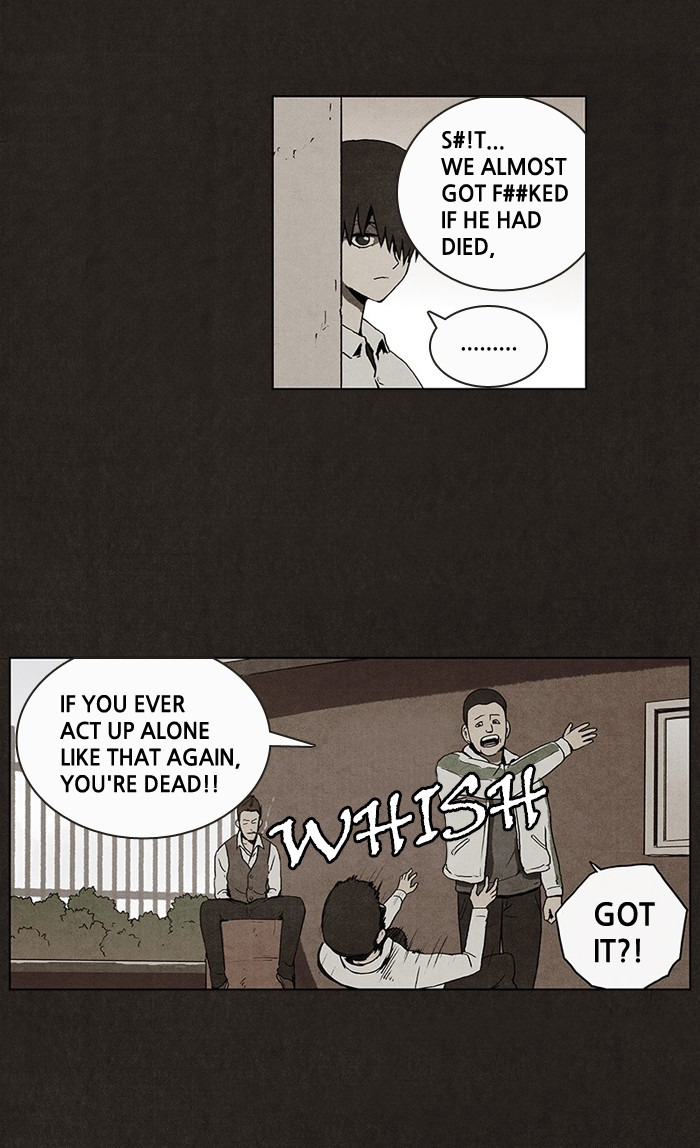 S#!T...
WE ALMOST
GOT F##KED
IF HE HAD
DIED,
.........
IF YOU EVER
ACT UP ALONE
LIKE THAT AGAIN,
YOU'RE DEAD!!
WHISH
GOT
IT?!